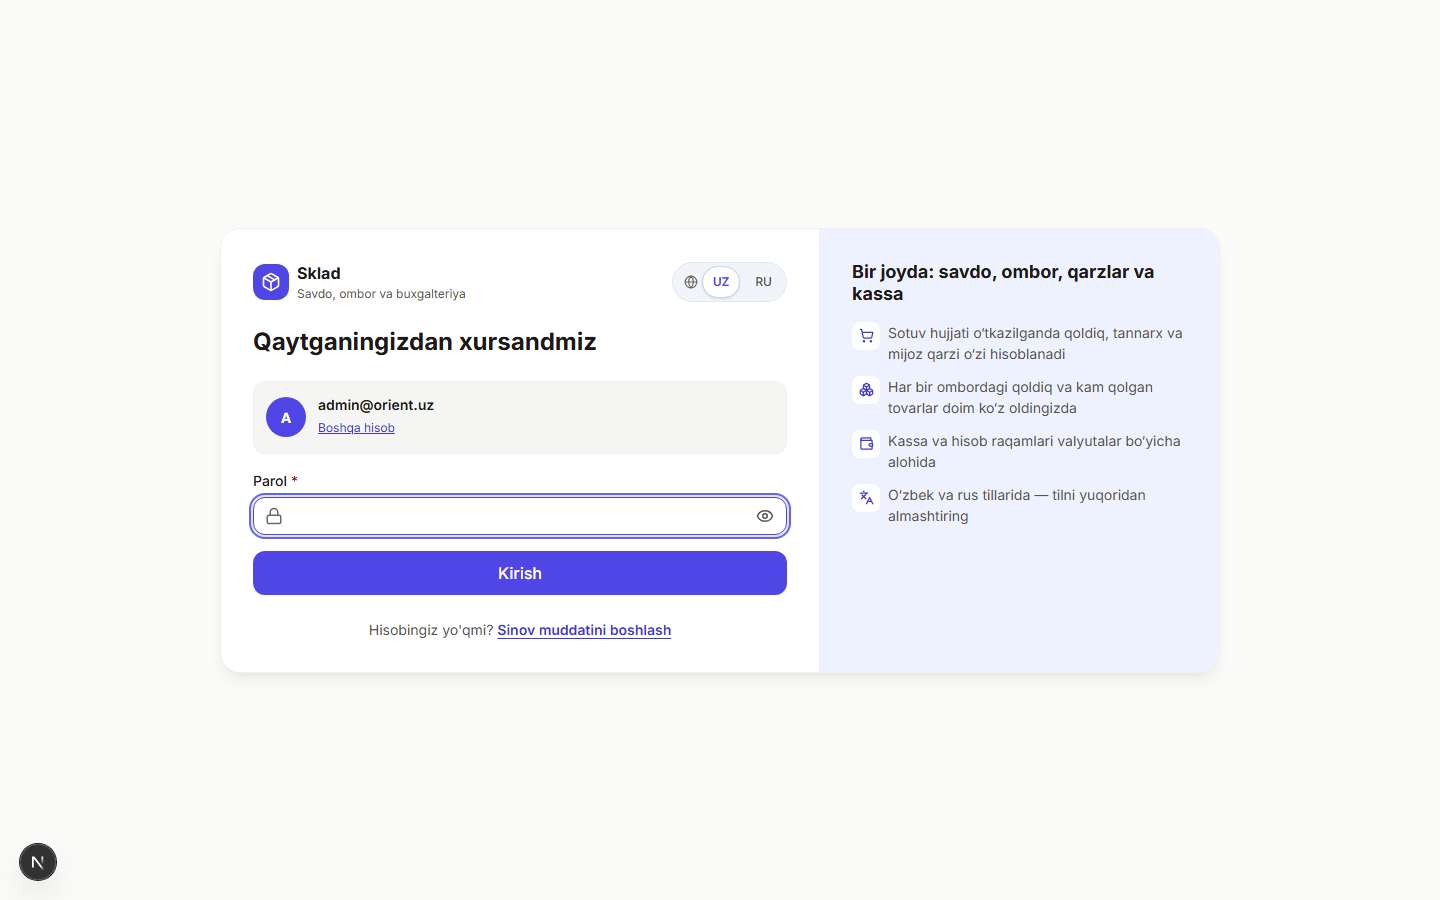 Sklad
Savdo, ombor va buxgalteriya
UZ
RU
Qaytganingizdan xursandmiz
A
admin@orient.uz
Boshqa hisob
Parol *
Kirish
Hisobingiz yo'qmi? Sinov muddatini boshlash
Bir joyda: savdo, ombor, qarzlar va
kassa
Sotuv hujjati o‘tkazilganda qoldiq, tannarx va
mijoz qarzi o‘zi hisoblanadi
Har bir ombordagi qoldiq va kam qolgan
tovarlar doim ko‘z oldingizda
Kassa va hisob raqamlari valyutalar bo‘yicha
alohida
O‘zbek va rus tillarida — tilni yuqoridan
almashtiring
N